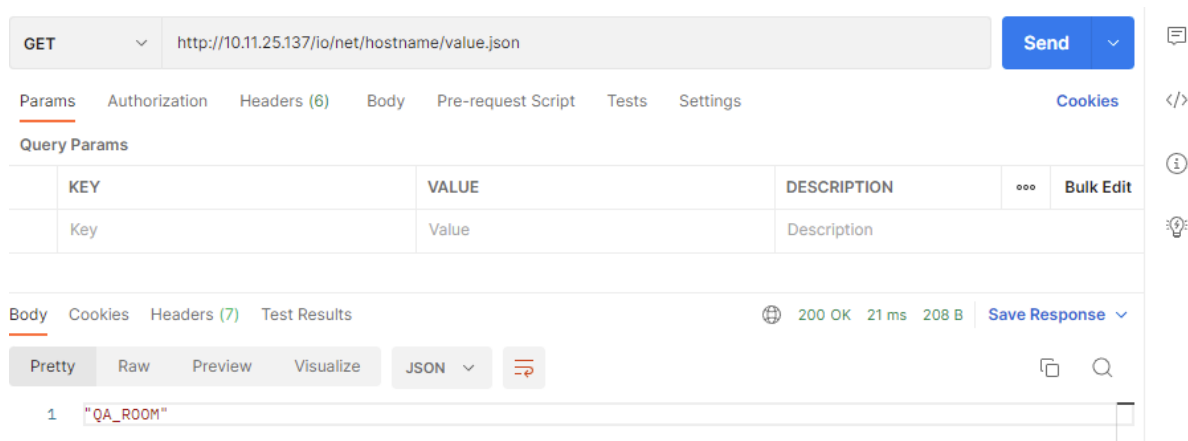 GET http://10.11.25.137/io/net/hostname/value.json Send
Params Authorization Headers (6) Body Pre-request Script Tests Settings Cookies
Query Params
KEY VALUE DESCRIPTION ooo Bulk Edit
Key Value Description
Body Cookies Headers (7) Test Results 200 OK 21 ms 208 B Save Response
Pretty Raw Preview Visualize JSON
1 "QA_ROOM"